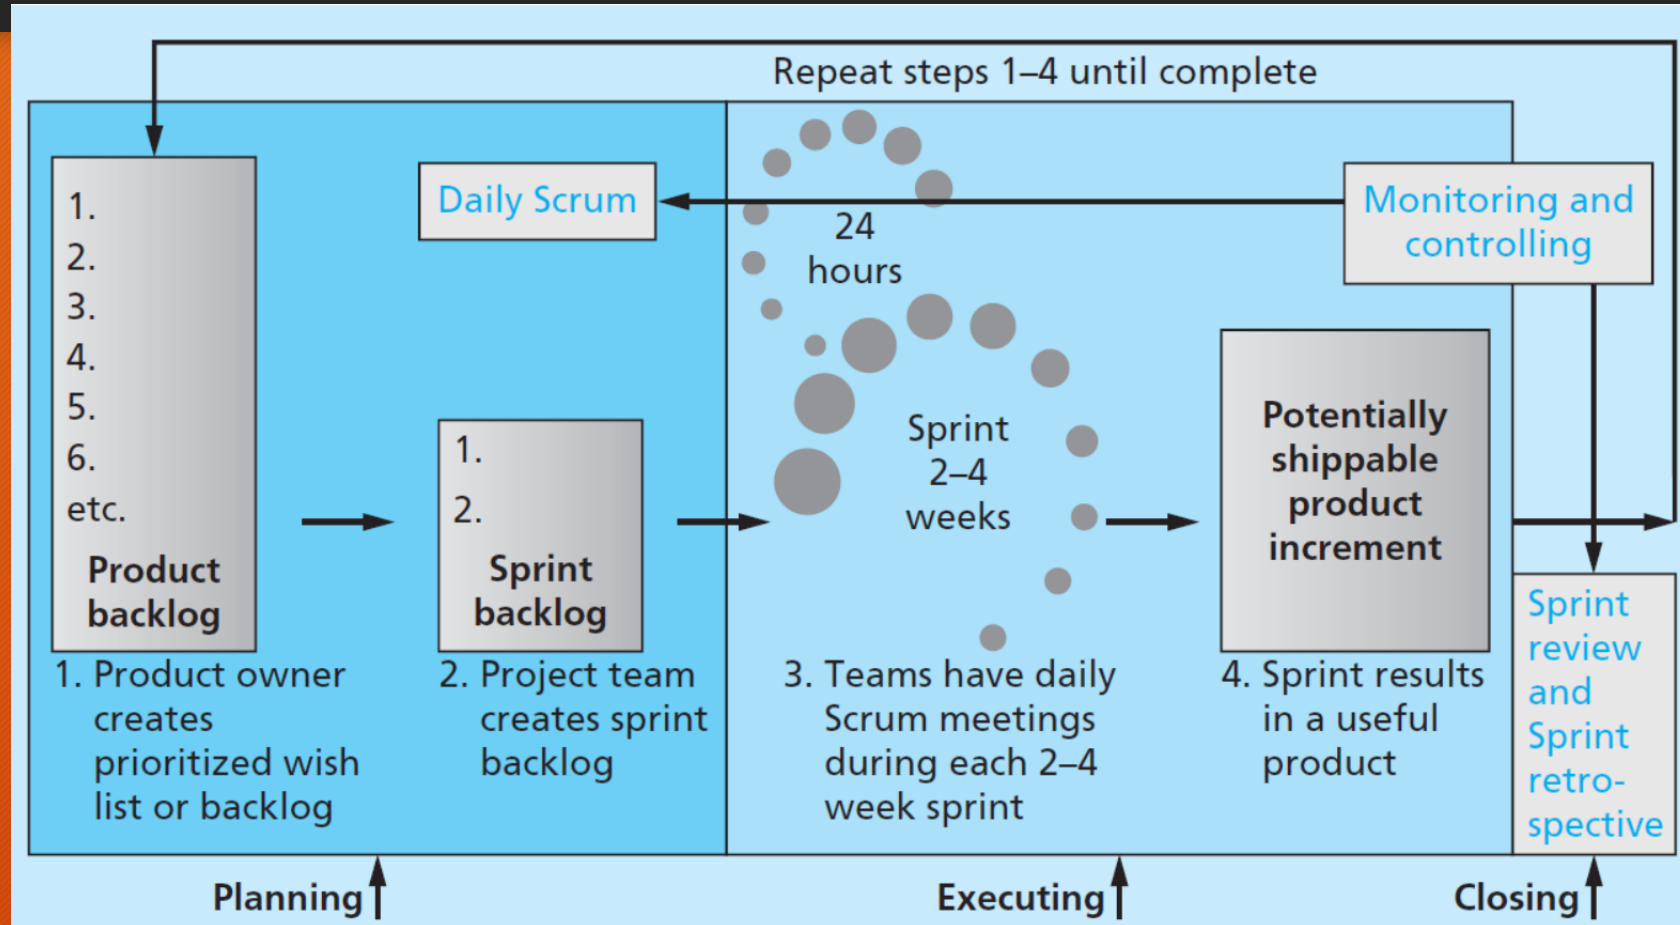 Repeat steps 1–4 until complete
1.
2.
3.
4.
5.
6.
etc.
Product
backlog
Daily Scrum
1.
2.
Sprint
backlog
24
hours
Sprint
2–4
weeks
Monitoring and
controlling
Potentially
shippable
product
increment
1. Product owner
creates
prioritized wish
list or backlog
2. Project team
creates sprint
backlog
3. Teams have daily
Scrum meetings
during each 2–4
week sprint
4. Sprint results
in a useful
product
Sprint
review
and
Sprint
retro-
spective
Planning
Executing
Closing